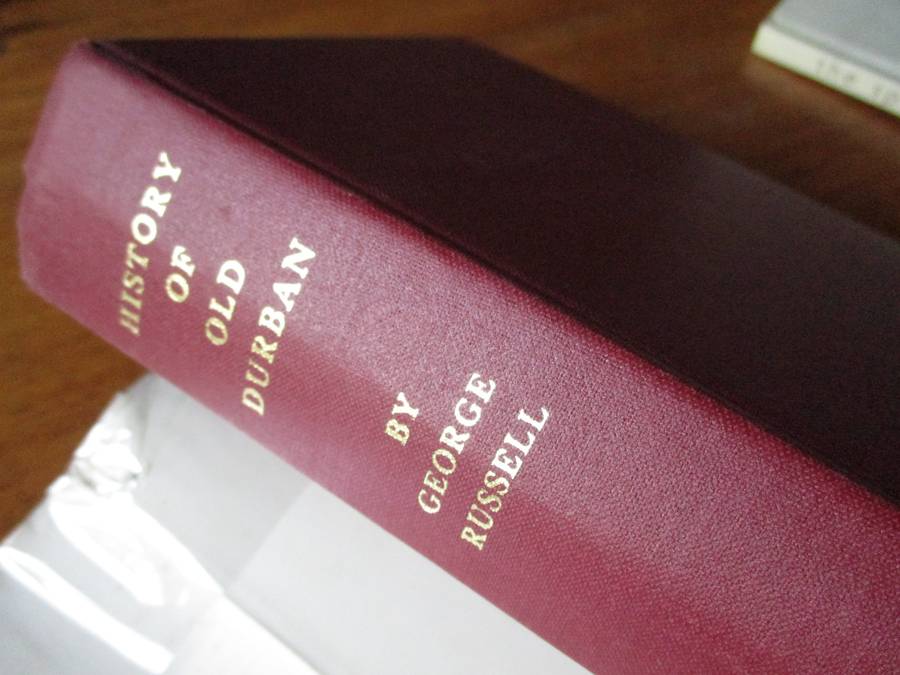 HISTORY
OF
OLD
DURBAN
BY
GEORGE
RUSSELL